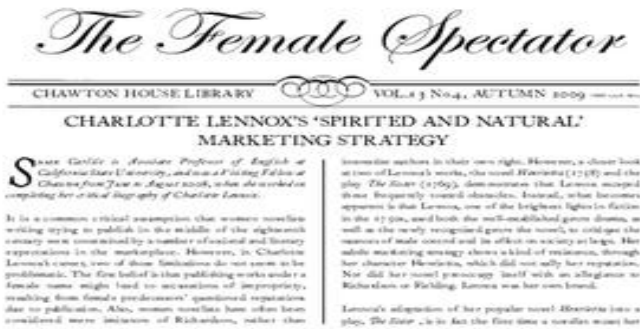 The Female Spectator
CHAWTON HOUSE LIBRARY VOL.13 No.4, AUTUMN 2009
CHARLOTTE LENNOX'S 'SPIRITED AND NATURAL'
MARKETING STRATEGY
Susan Carlile is Associate Professor of English at
California State University, and was a Visiting Fellow at
Chawton from June to August 2008, when she worked on
completing her critical biography of Charlotte Lennox.
It is a common critical assumption that women novelists
writing trying to publish in the middle of the eighteenth
century were constrained by a number of social and literary
expectations in the marketplace. However, in Charlotte
Lennox's career, two of these limitations do not seem to be
problematic. The first belief is that publishing works under a
female name might lead to accusations of impropriety,
resulting from female predecessors' questioned reputations
due to publication. Also, women novelists have often been
considered mere imitators of Richardson, rather than
innovative authors in their own right. However, a closer look
at two of Lennox's works, the novel Henrietta (1758) and the
play The Sister (1769), demonstrates that Lennox escapes
these frequently touted obstacles. Instead, what becomes
apparent is that Lennox, one of the brightest lights in fiction
in the 1750s, used both the well-established genre drama, as
well as the newly recognised genre the novel, to critique the
nuances of male control and its effect on society at large. Her
subtle marketing strategy shows a kind of resistance, through
her character Henrietta, which did not sully her reputation.
Nor did her novel preoccupy itself with an allegiance to
Richardson or Fielding. Lennox was her own brand.
Lennox's adaptation of her popular novel Henrietta into a
play, The Sister, is in fact the first time a